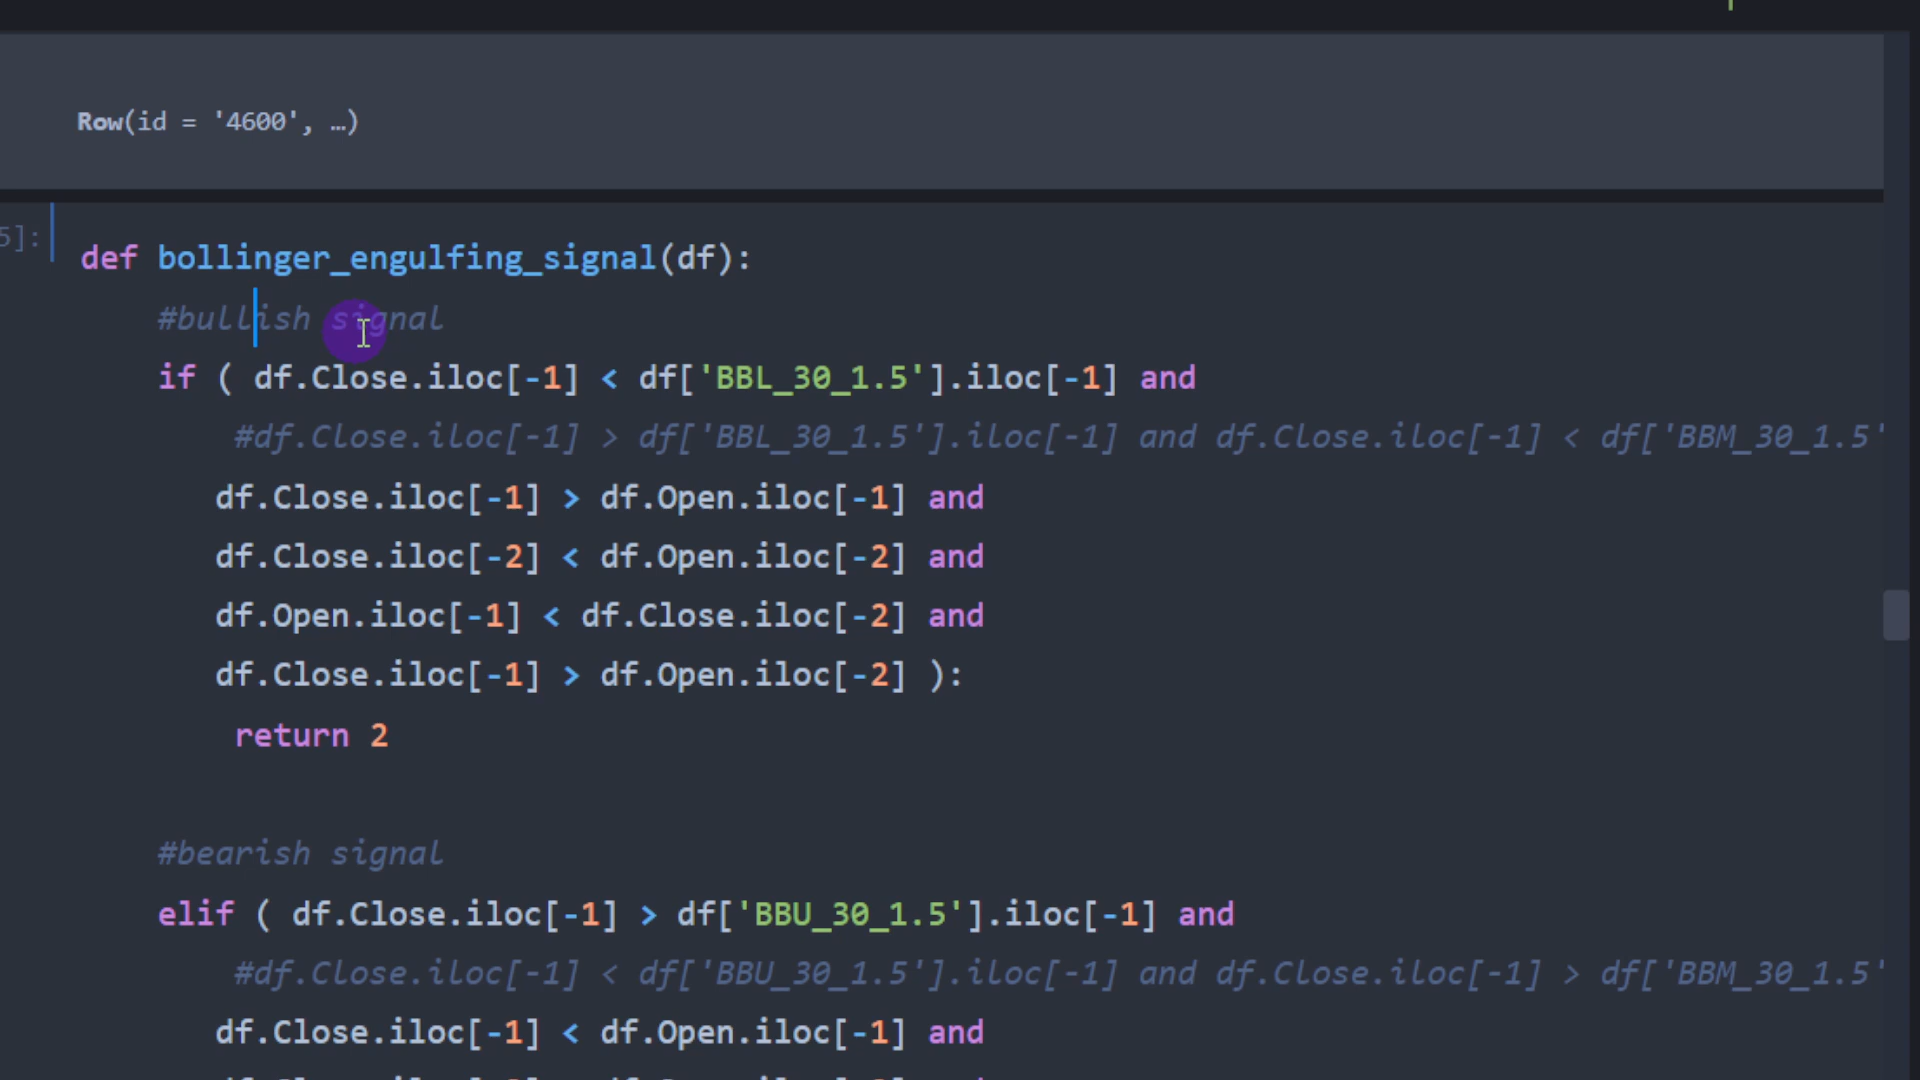 Row(id = '4600', …)
5]:
def bollinger_engulfing_signal(df):
#bullish signal
if ( df.Close.iloc[-1] < df['BBL_30_1.5'].iloc[-1] and
#df.Close.iloc[-1] > df['BBL_30_1.5'].iloc[-1] and df.Close.iloc[-1] < df['BBM_30_1.5'
df.Close.iloc[-1] > df.Open.iloc[-1] and
df.Close.iloc[-2] < df.Open.iloc[-2] and
df.Open.iloc[-1] < df.Close.iloc[-2] and
df.Close.iloc[-1] > df.Open.iloc[-2] ):
return 2
#bearish signal
elif ( df.Close.iloc[-1] > df['BBU_30_1.5'].iloc[-1] and
#df.Close.iloc[-1] < df['BBU_30_1.5'].iloc[-1] and df.Close.iloc[-1] > df['BBM_30_1.5'
df.Close.iloc[-1] < df.Open.iloc[-1] and